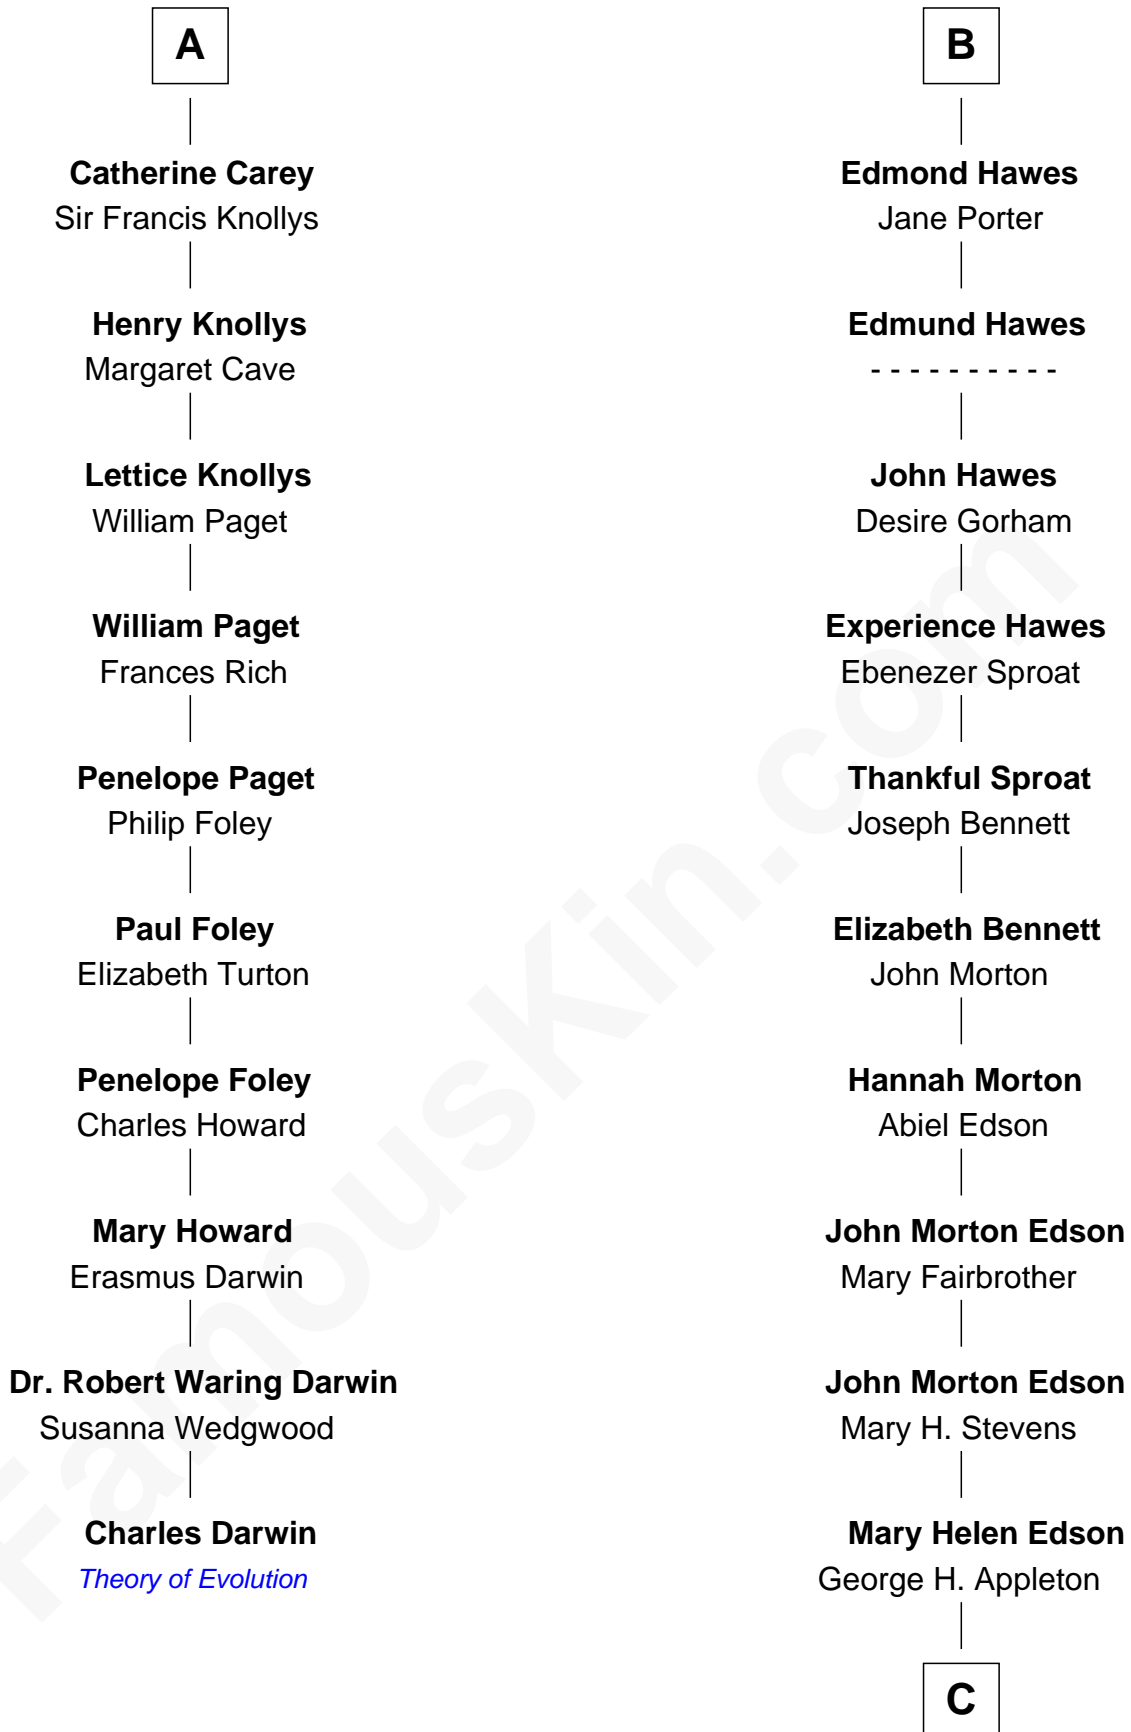 A
Catherine Carey
Sir Francis Knollys
Henry Knollys
Margaret Cave
Lettice Knollys
William Paget
William Paget
Frances Rich
Penelope Paget
Philip Foley
Paul Foley
Elizabeth Turton
Penelope Foley
Charles Howard
Mary Howard
Erasmus Darwin
Dr. Robert Waring Darwin
Susanna Wedgwood
Charles Darwin
Theory of Evolution
B
Edmond Hawes
Jane Porter
Edmund Hawes
- - - - - - - - - -
John Hawes
Desire Gorham
Experience Hawes
Ebenezer Sproat
Thankful Sproat
Joseph Bennett
Elizabeth Bennett
John Morton
Hannah Morton
Abiel Edson
John Morton Edson
Mary Fairbrother
John Morton Edson
Mary H. Stevens
Mary Helen Edson
George H. Appleton
C
FamousKin.com